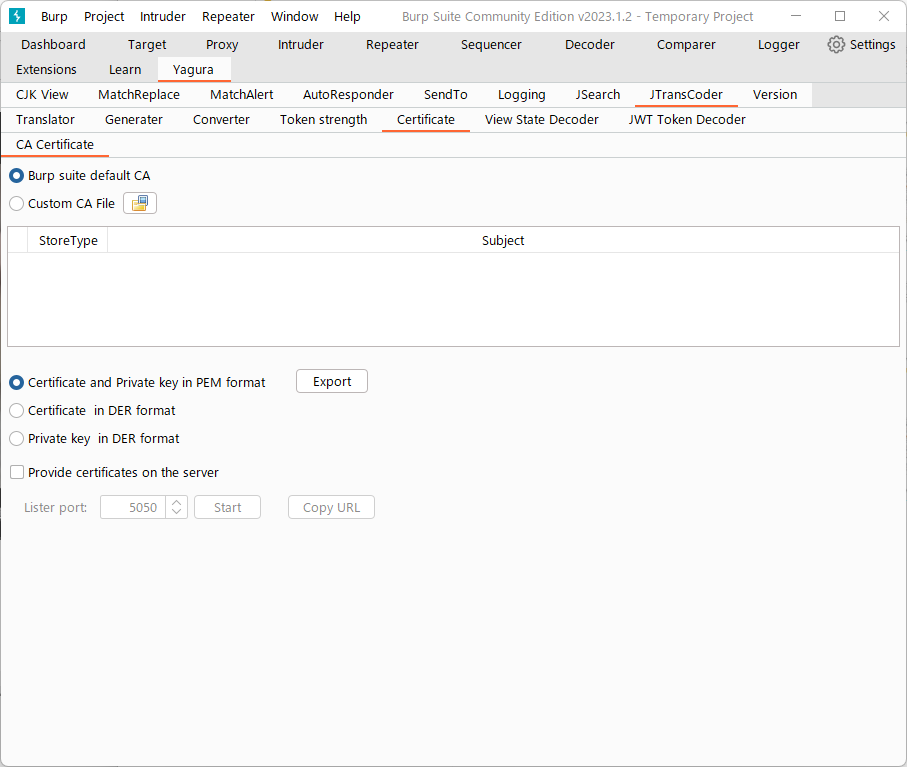 Burp Project Intruder Repeater Window Help Burp Suite Community Edition v2023.1.2 - Temporary Project
Dashboard Target Proxy Intruder Repeater Sequencer Decoder Comparer Logger Settings
Extensions Learn Yagura
CJK View MatchReplace MatchAlert AutoResponder SendTo Logging JSearch JTransCoder Version
Translator Generater Converter Token strength Certificate View State Decoder JWT Token Decoder
CA Certificate
Burp suite default CA
Custom CA File
StoreType Subject
Certificate and Private key in PEM format Export
Certificate in DER format
Private key in DER format
Provide certificates on the server
Lister port: 5050 Start Copy URL